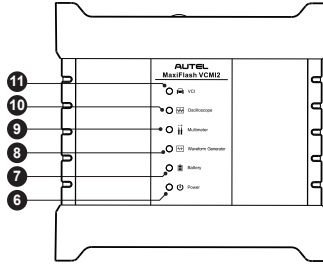 AUTEL
MaxiFlash VCMI2
11 VCI
10 Oscilloscope
9 Multimeter
8 Waveform Generator
7 Battery
6 Power